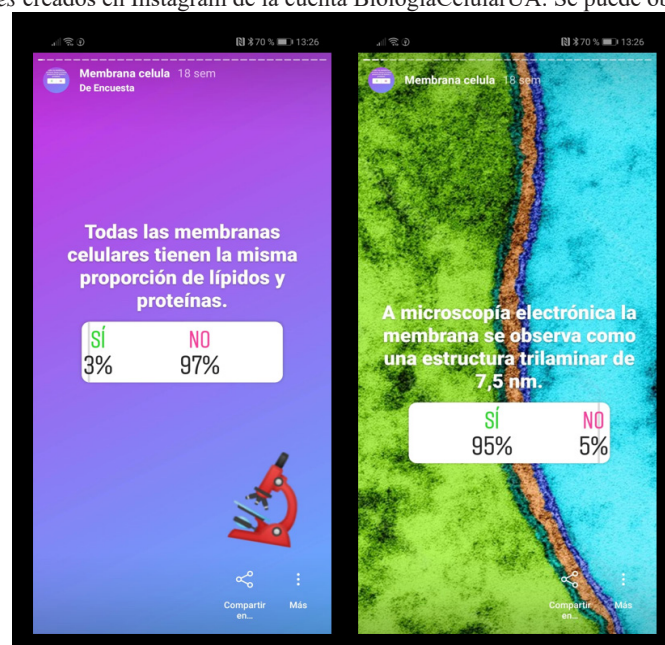 es creados en Instagram de la cuenta BiologiaCelularUA. Se puede ob
70 % 13:26
Membrana celula 18 sem
De Encuesta
Todas las membranas
celulares tienen la misma
proporción de lípidos y
proteínas.
SÍ NO
3% 97%
Compartir en... Más
70 % 13:26
Membrana celula 18 sem
A microscopía electrónica la
membrana se observa como
una estructura trilaminar de
7,5 nm.
SÍ NO
95% 5%
Compartir en... Más